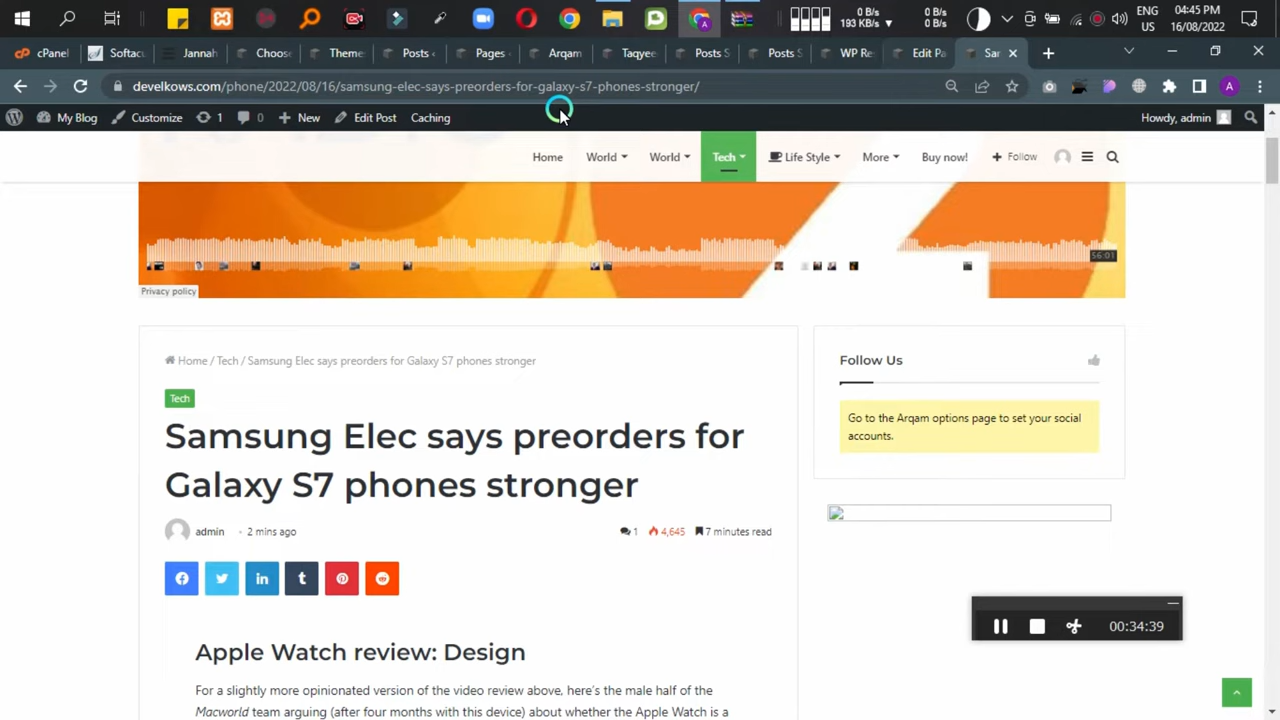 0 B/s
193 KB/s
0 B/s
0 B/s
ENG
US
04:45 PM
16/08/2022
cPanel
Softac
Jannah
Choos
Theme
Posts
Pages
Arqam
Taqyee
Posts S
Posts S
WP Re
Edit Pa
Sar
develkows.com/phone/2022/08/16/samsung-elec-says-preorders-for-galaxy-s7-phones-stronger/
A
My Blog
Customize
1
0
New
Edit Post
Caching
Howdy, admin
Home
World
World
Tech
Life Style
More
Buy now!
Follow
56:01
Privacy policy
Home / Tech / Samsung Elec says preorders for Galaxy S7 phones stronger
Tech
Samsung Elec says preorders for
Galaxy S7 phones stronger
admin
2 mins ago
1
4,645
7 minutes read
Apple Watch review: Design
For a slightly more opinionated version of the video review above, here's the male half of the
Macworld team arguing (after four months with this device) about whether the Apple Watch is a
Follow Us
Go to the Arqam options page to set your social
accounts.
00:34:39